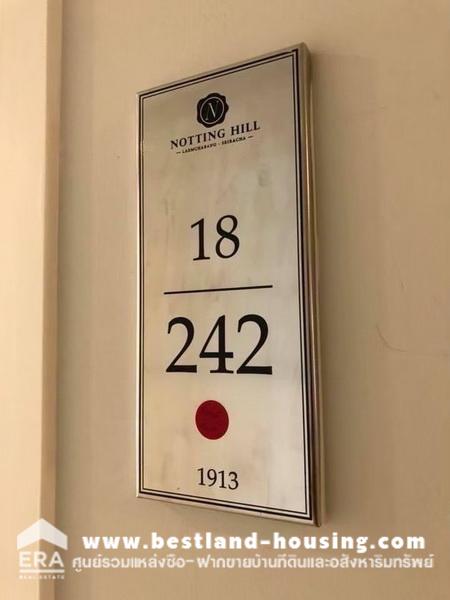 N
NOTTING HILL
LAEMCHABANG - SRIRACHA
18
242
1913
www.bestland-housing.com
ERA
REAL ESTATE
ศูนย์รวมแหล่งซื้อ-ฝากขายบ้านที่ดินและอสังหาริมทรัพย์